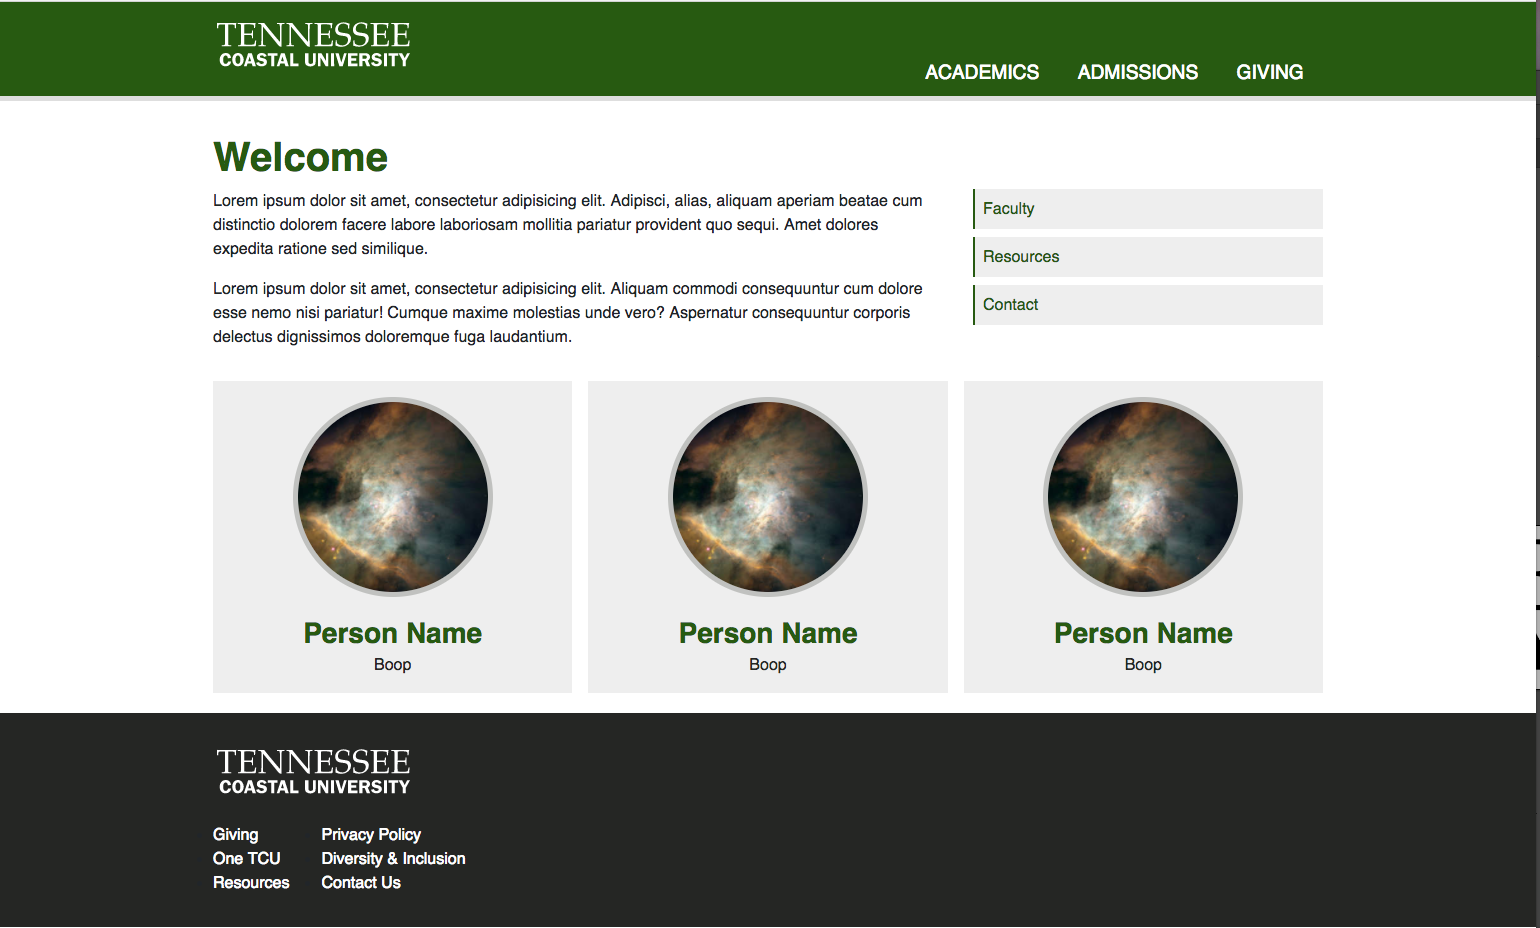 TENNESSEE
COASTAL UNIVERSITY
ACADEMICS ADMISSIONS GIVING
Welcome
Lorem ipsum dolor sit amet, consectetur adipisicing elit. Adipisci, alias, aliquam aperiam beatae cum
distinctio dolorem facere labore laboriosam mollitia pariatur provident quo sequi. Amet dolores
expedita ratione sed similique.
Lorem ipsum dolor sit amet, consectetur adipisicing elit. Aliquam commodi consequuntur cum dolore
esse nemo nisi pariatur! Cumque maxime molestias unde vero? Aspernatur consequuntur corporis
delectus dignissimos doloremque fuga laudantium.
Faculty
Resources
Contact
Person Name
Boop
Person Name
Boop
Person Name
Boop
TENNESSEE
COASTAL UNIVERSITY
Giving
One TCU
Resources
Privacy Policy
Diversity & Inclusion
Contact Us